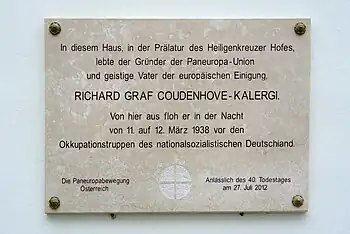 In diesem Haus, in der Prälatur des Heiligenkreuzer Hofes,
lebte der Gründer der Paneuropa-Union
und geistige Vater der europäischen Einigung,
RICHARD GRAF COUDENHOVE-KALERGI.
Von hier aus floh er in der Nacht
von 11. auf 12. März 1938 vor den
Okkupationstruppen des nationalsozialistischen Deutschland.
Die Paneuropabewegung
Österreich
Anlässlich des 40. Todestages
am 27. Juli 2012